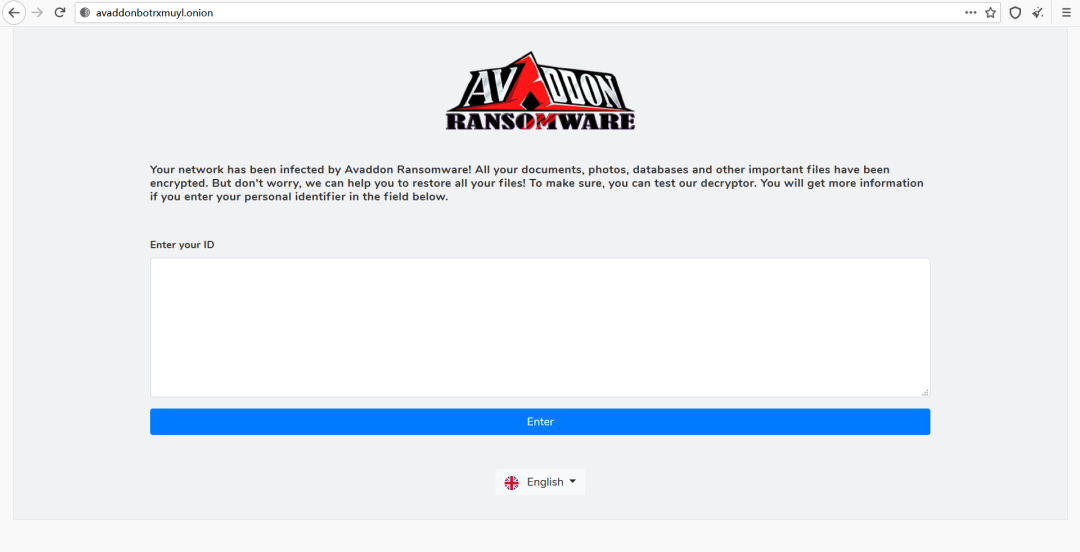 avaddonbotrxmuyl.onion
AVADDON
RANSOMWARE
Your network has been infected by Avaddon Ransomware! All your documents, photos, databases and other important files have been
encrypted. But don't worry, we can help you to restore all your files! To make sure, you can test our decryptor. You will get more information
if you enter your personal identifier in the field below.
Enter your ID
Enter
English